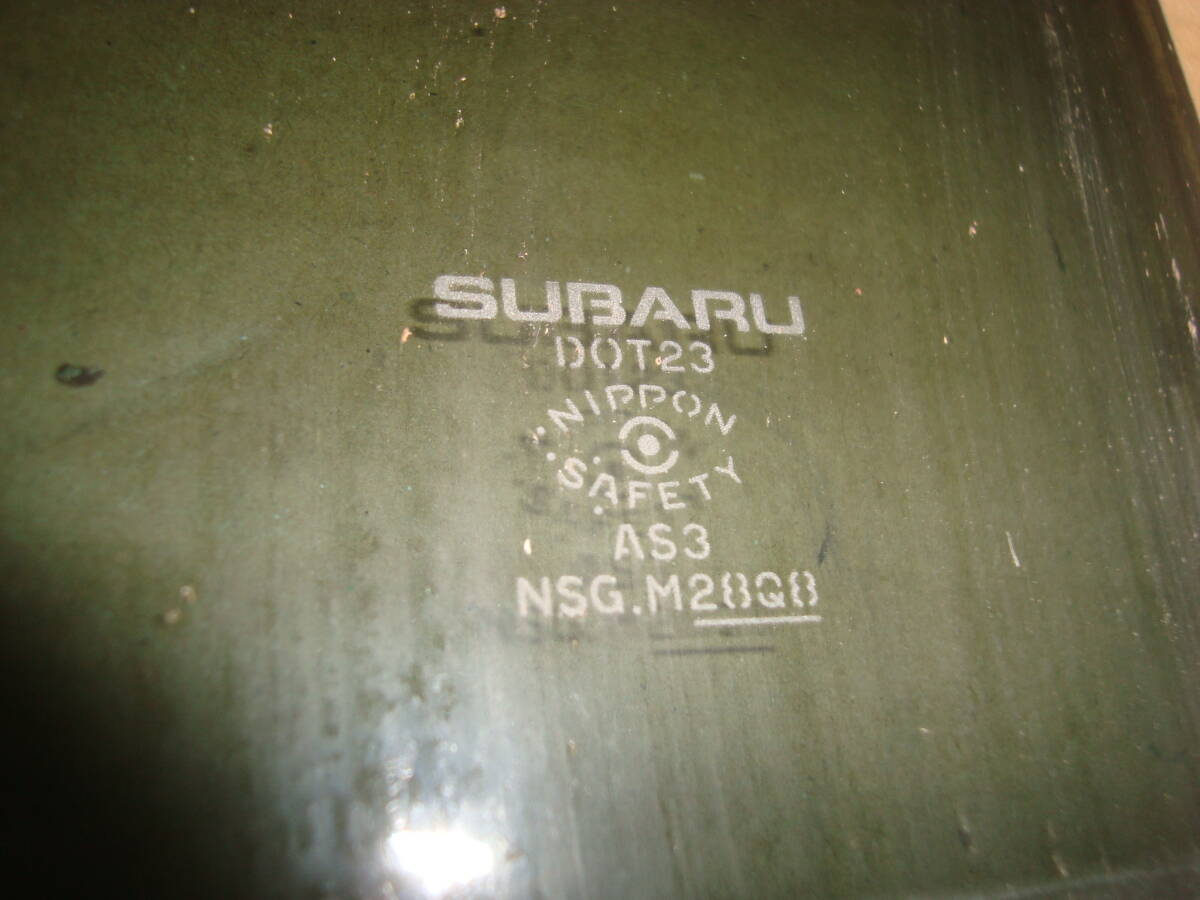 SUBARU
DOT23
NIPPON
SAFETY
AS3
NSG.M28Q8